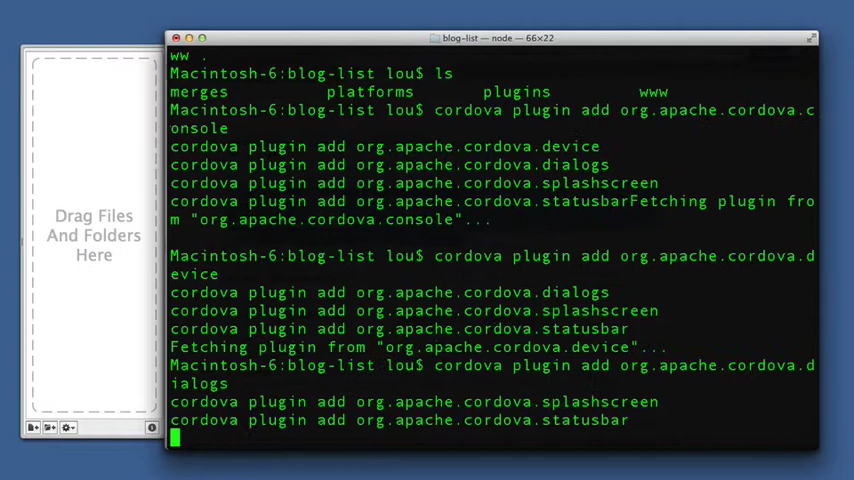 blog-list — node — 66×22
ww .
Macintosh-6:blog-list lou$ ls
merges platforms plugins www
Macintosh-6:blog-list lou$ cordova plugin add org.apache.cordova.c
onsole
cordova plugin add org.apache.cordova.device
cordova plugin add org.apache.cordova.dialogs
cordova plugin add org.apache.cordova.splashscreen
cordova plugin add org.apache.cordova.statusbarFetching plugin fro
m "org.apache.cordova.console"...
Macintosh-6:blog-list lou$ cordova plugin add org.apache.cordova.d
evice
cordova plugin add org.apache.cordova.dialogs
cordova plugin add org.apache.cordova.splashscreen
cordova plugin add org.apache.cordova.statusbar
Fetching plugin from "org.apache.cordova.device"...
Macintosh-6:blog-list lou$ cordova plugin add org.apache.cordova.d
ialogs
cordova plugin add org.apache.cordova.splashscreen
cordova plugin add org.apache.cordova.statusbar
Drag Files
And Folders
Here